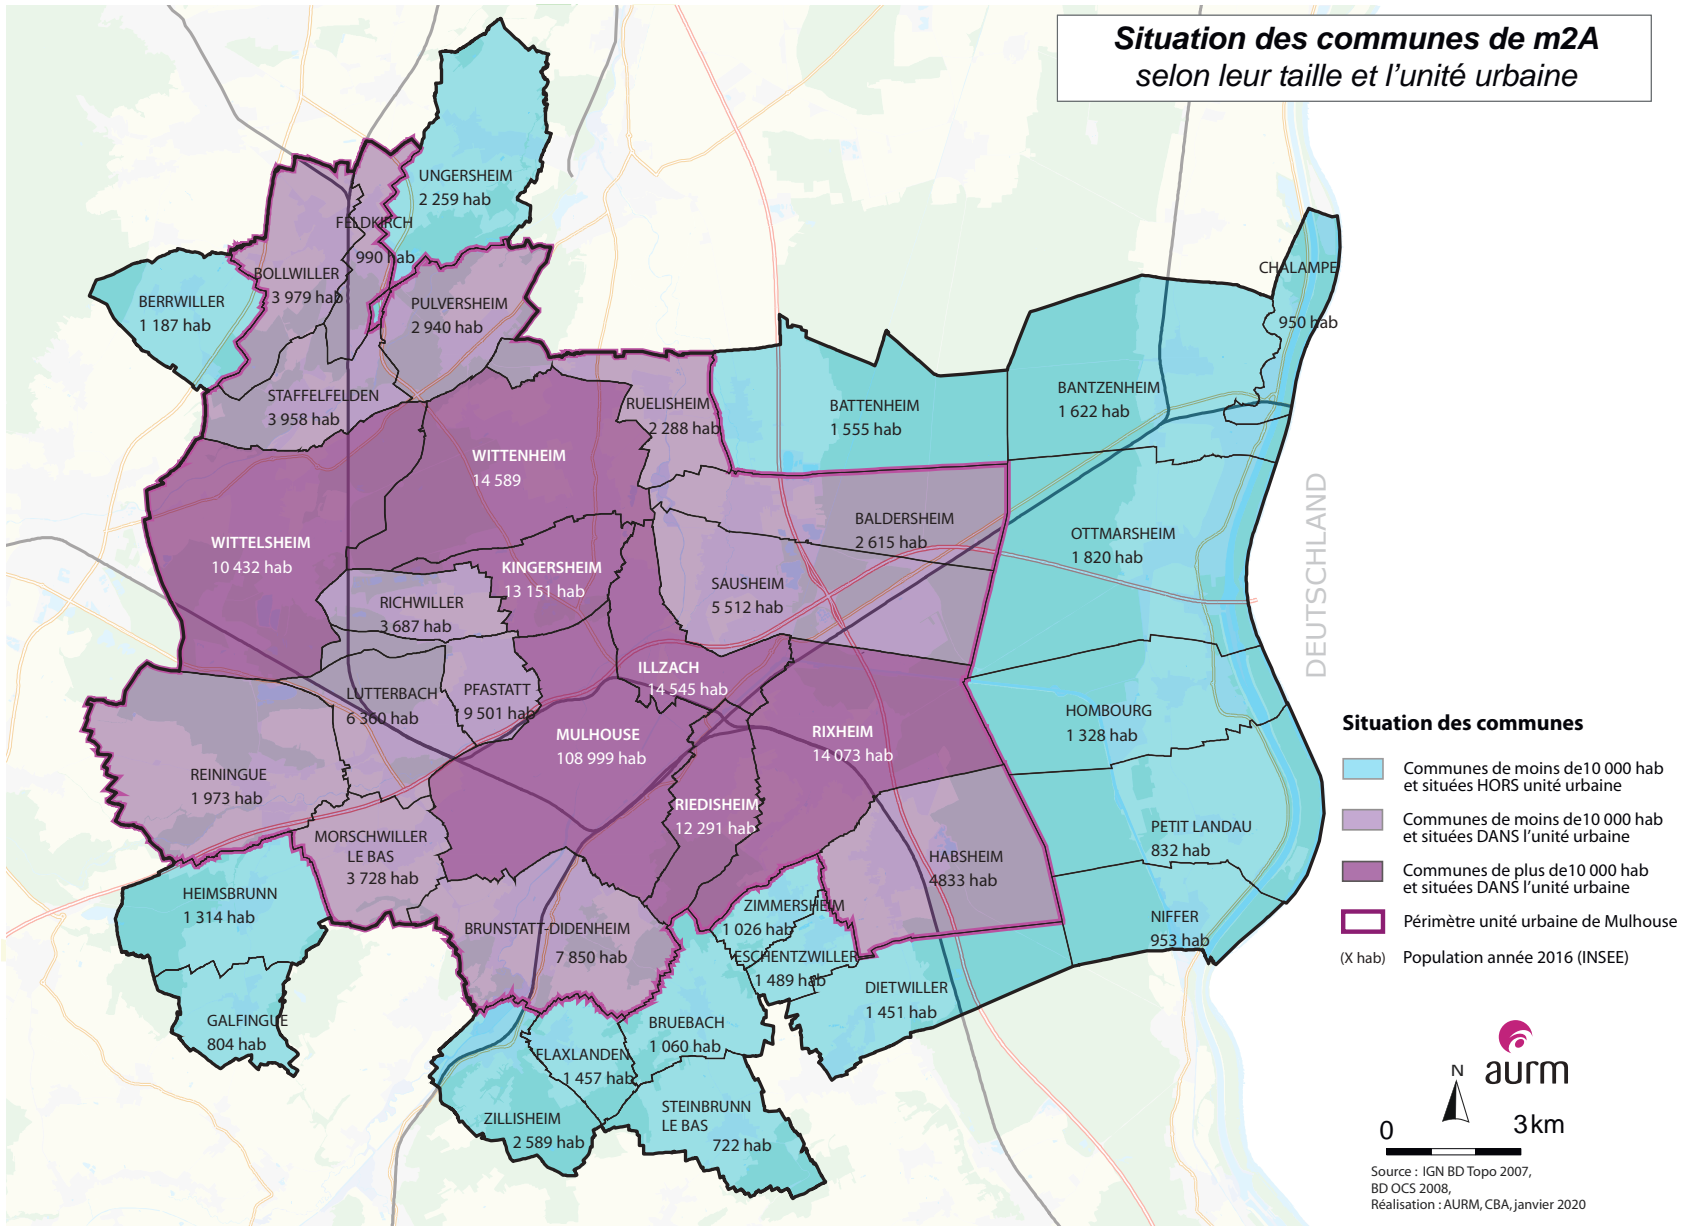 Situation des communes de m2A
selon leur taille et l'unité urbaine
UNGERSHEIM
2 259 hab
FELDKIRCH
990 hab
BOLLWILLER
3 979 hab
BERRWILLER
1 187 hab
PULVERSHEIM
2 940 hab
CHALAMPE
950 hab
STAFFELFELDEN
3 958 hab
RUELISHEIM
2 288 hab
BATTENHEIM
1 555 hab
BANTZENHEIM
1 622 hab
WITTENHEIM
14 589
WITTELSHEIM
10 432 hab
BALDERSHEIM
2 615 hab
OTTMARSHEIM
1 820 hab
DEUTSCHLAND
KINGERSHEIM
13 151 hab
SAUSHEIM
5 512 hab
RICHWILLER
3 687 hab
ILLZACH
14 545 hab
LUTTERBACH
6 360 hab
PFASTATT
9 501 hab
MULHOUSE
108 999 hab
RIXHEIM
14 073 hab
HOMBOURG
1 328 hab
REININGUE
1 973 hab
RIEDISHEIM
12 291 hab
MORSCHWILLER
LE BAS
3 728 hab
HABSHEIM
4833 hab
PETIT LANDAU
832 hab
HEIMSBRUNN
1 314 hab
ZIMMERSHEIM
1 026 hab
NIFFER
953 hab
BRUNSTATT-DIDENHEIM
7 850 hab
ESCHENTZWILLER
1 489 hab
DIETWILLER
1 451 hab
GALFINGUE
804 hab
BRUEBACH
1 060 hab
FLAXLANDEN
1 457 hab
ZILLISHEIM
2 589 hab
STEINBRUNN
LE BAS
722 hab
Situation des communes
Communes de moins de10 000 hab
et situées HORS unité urbaine
Communes de moins de10 000 hab
et situées DANS l'unité urbaine
Communes de plus de10 000 hab
et situées DANS l'unité urbaine
Périmètre unité urbaine de Mulhouse
(X hab) Population année 2016 (INSEE)
aurm
N
0 3 km
Source : IGN BD Topo 2007,
BD OCS 2008,
Réalisation : AURM, CBA, janvier 2020